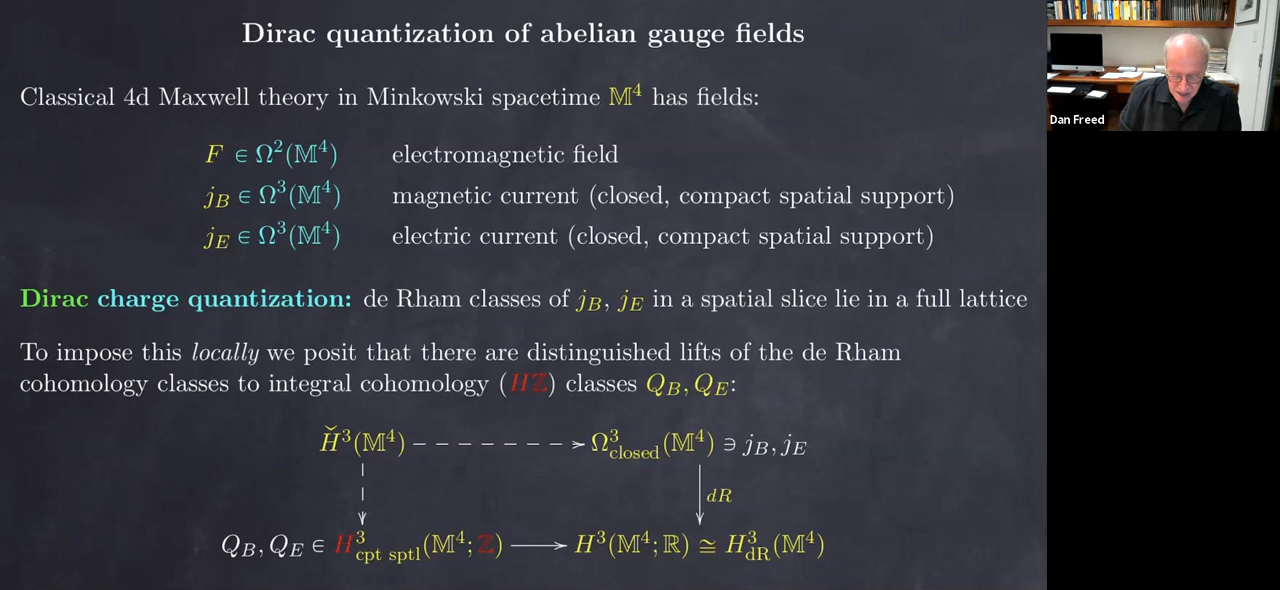 Dirac quantization of abelian gauge fields
Classical 4d Maxwell theory in Minkowski spacetime 𝕄⁴ has fields:
F ∈ Ω²(𝕄⁴) electromagnetic field
j_B ∈ Ω³(𝕄⁴) magnetic current (closed, compact spatial support)
j_E ∈ Ω³(𝕄⁴) electric current (closed, compact spatial support)
Dirac charge quantization: de Rham classes of j_B, j_E in a spatial slice lie in a full lattice
To impose this locally we posit that there are distinguished lifts of the de Rham
cohomology classes to integral cohomology (Hℤ) classes Q_B, Q_E:
Ȟ³(𝕄⁴) Ω³_closed(𝕄⁴) ∋ j_B, j_E
dR
Q_B, Q_E ∈ H³_cpt sptl(𝕄⁴; ℤ) ⟶ H³(𝕄⁴; ℝ) ≅ H³_dR(𝕄⁴)
Dan Freed